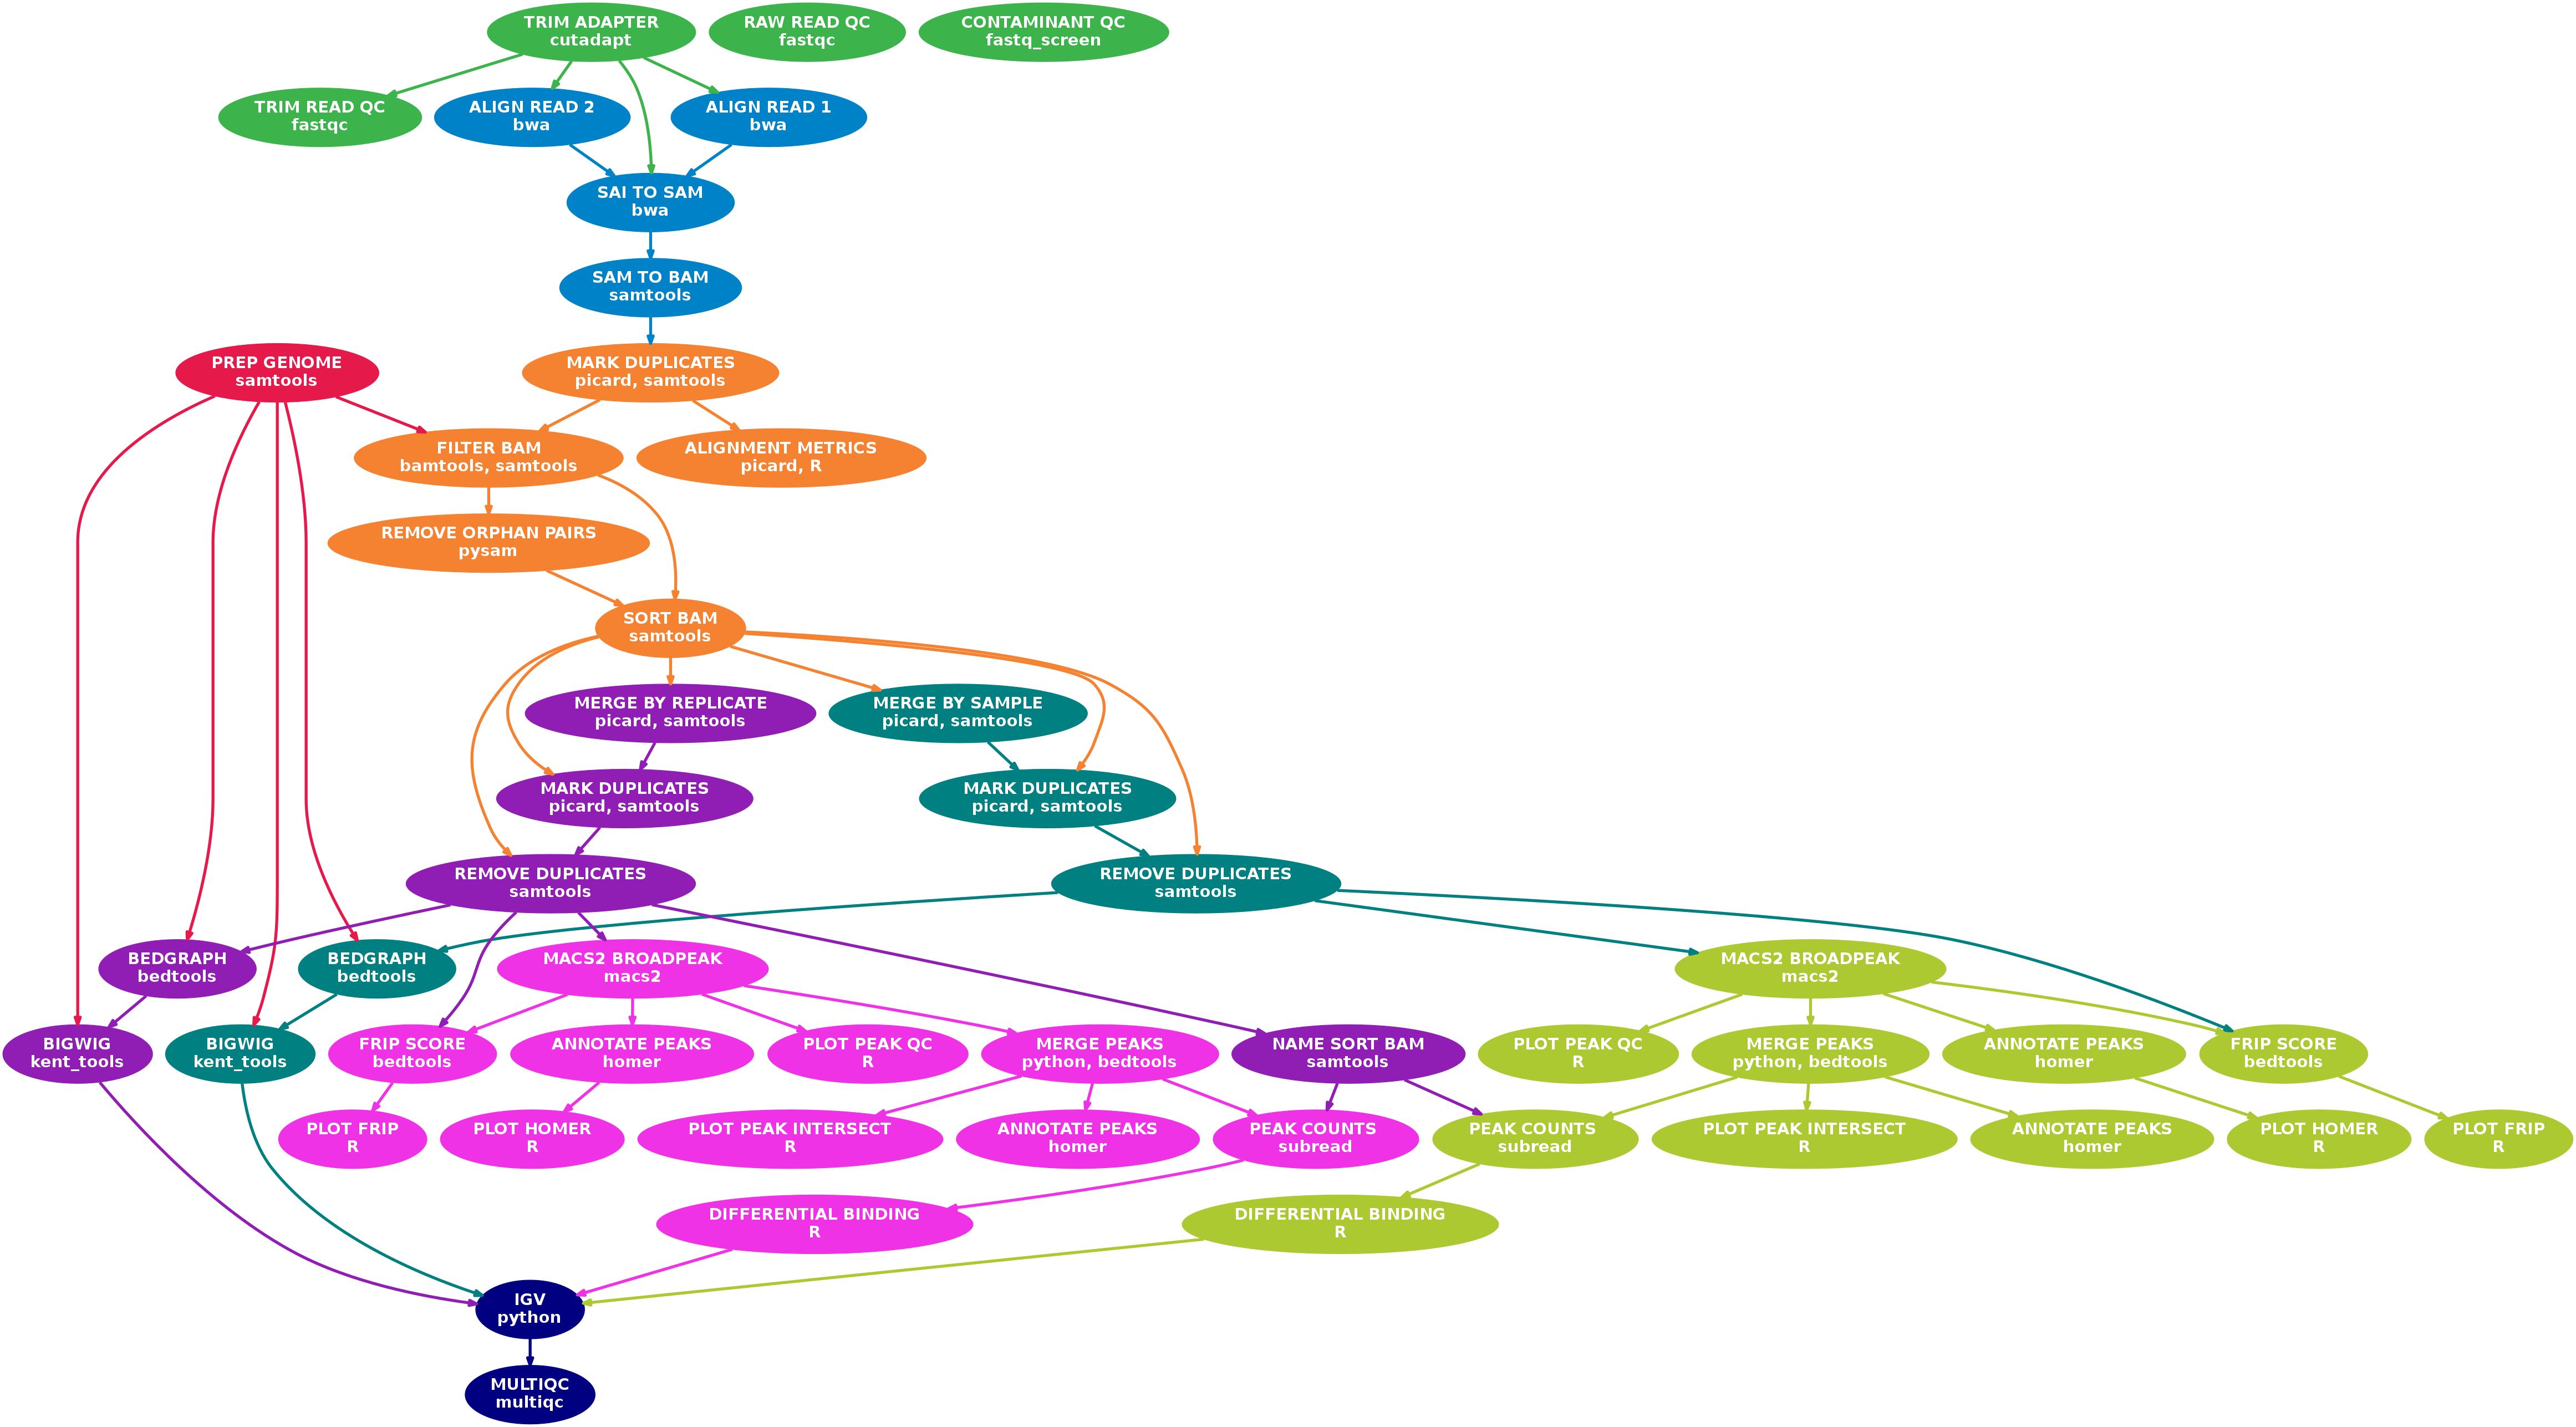 TRIM ADAPTER
cutadapt
RAW READ QC
fastqc
CONTAMINANT QC
fastq_screen
TRIM READ QC
fastqc
ALIGN READ 2
bwa
ALIGN READ 1
bwa
SAI TO SAM
bwa
SAM TO BAM
samtools
PREP GENOME
samtools
MARK DUPLICATES
picard, samtools
FILTER BAM
bamtools, samtools
ALIGNMENT METRICS
picard, R
REMOVE ORPHAN PAIRS
pysam
SORT BAM
samtools
MERGE BY REPLICATE
picard, samtools
MERGE BY SAMPLE
picard, samtools
MARK DUPLICATES
picard, samtools
MARK DUPLICATES
picard, samtools
REMOVE DUPLICATES
samtools
REMOVE DUPLICATES
samtools
BEDGRAPH
bedtools
BEDGRAPH
bedtools
MACS2 BROADPEAK
macs2
MACS2 BROADPEAK
macs2
BIGWIG
kent_tools
BIGWIG
kent_tools
FRIP SCORE
bedtools
ANNOTATE PEAKS
homer
PLOT PEAK QC
R
MERGE PEAKS
python, bedtools
NAME SORT BAM
samtools
PLOT PEAK QC
R
MERGE PEAKS
python, bedtools
ANNOTATE PEAKS
homer
FRIP SCORE
bedtools
PLOT FRIP
R
PLOT HOMER
R
PLOT PEAK INTERSECT
R
ANNOTATE PEAKS
homer
PEAK COUNTS
subread
PEAK COUNTS
subread
PLOT PEAK INTERSECT
R
ANNOTATE PEAKS
homer
PLOT HOMER
R
PLOT FRIP
R
DIFFERENTIAL BINDING
R
DIFFERENTIAL BINDING
R
IGV
python
MULTIQC
multiqc